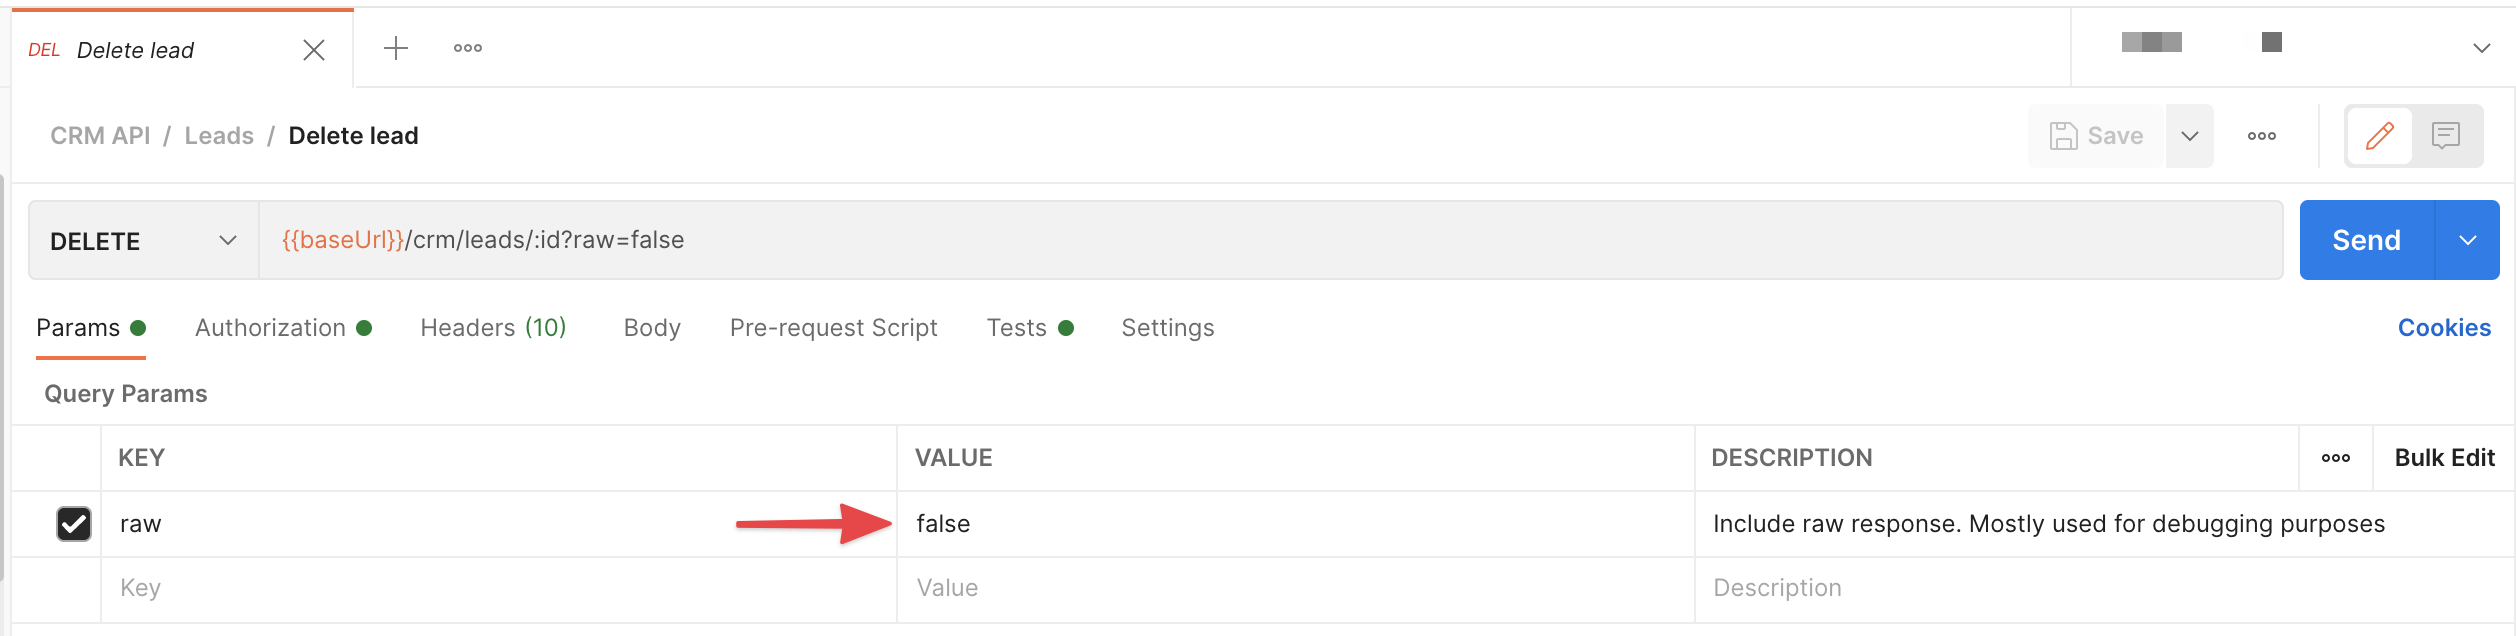 DEL Delete lead
CRM API / Leads / Delete lead
Save
DELETE
{{baseUrl}}/crm/leads/:id?raw=false
Send
Params Authorization Headers (10) Body Pre-request Script Tests Settings
Cookies
Query Params
KEY VALUE DESCRIPTION Bulk Edit
raw false Include raw response. Mostly used for debugging purposes
Key Value Description